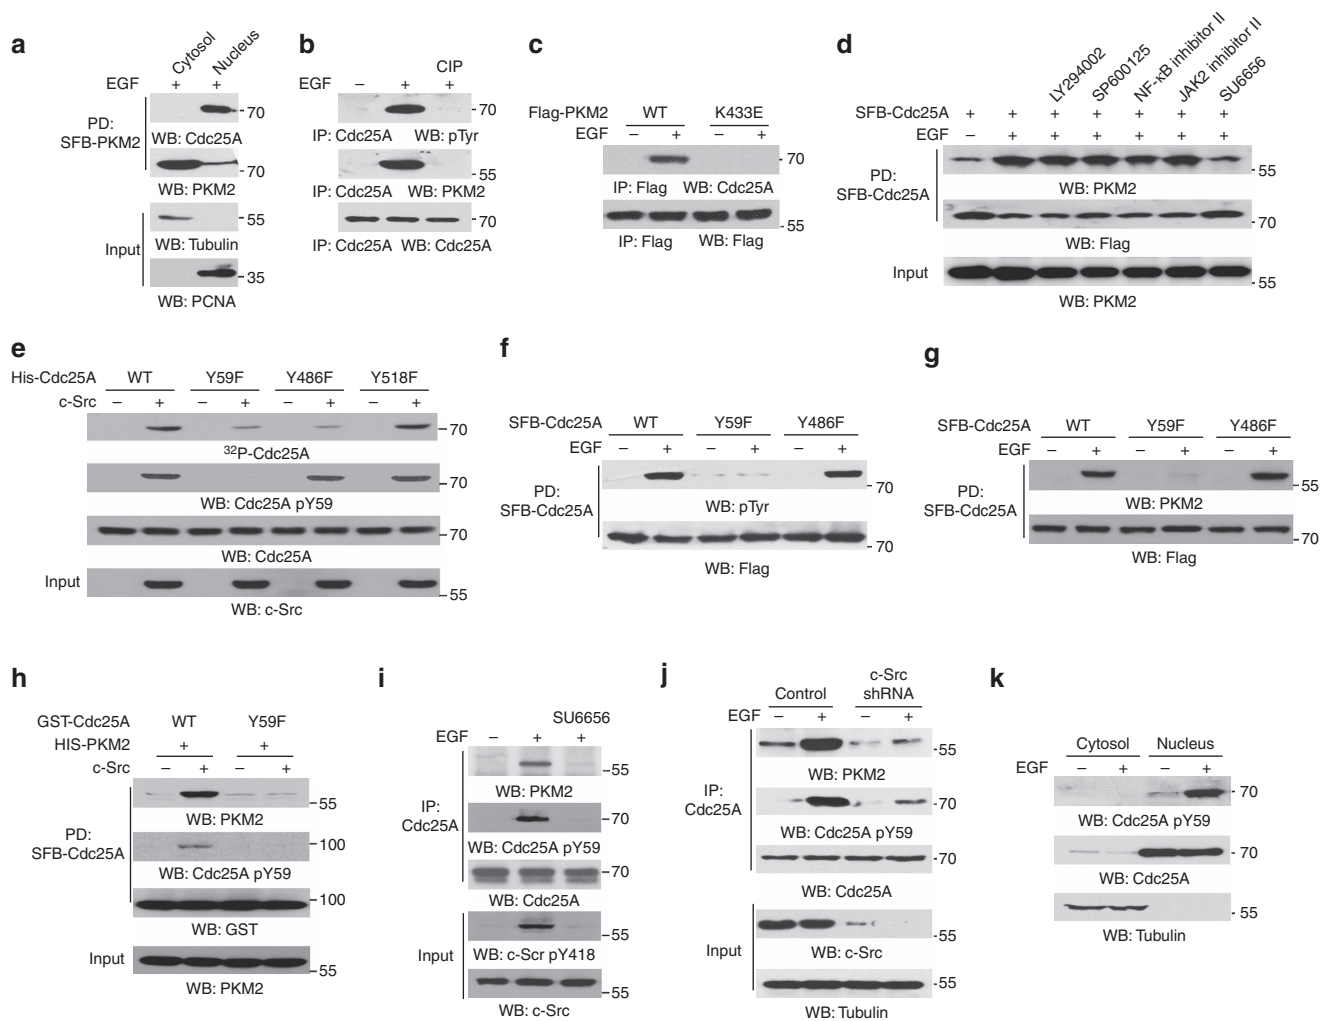 a
Cytosol
Nucleus
EGF + +
PD:
SFB-PKM2
70
WB: Cdc25A
70
WB: PKM2
Input
55
WB: Tubulin
35
WB: PCNA
b
CIP
EGF – + +
70
IP: Cdc25A WB: pTyr
55
IP: Cdc25A WB: PKM2
70
IP: Cdc25A WB: Cdc25A
c
Flag-PKM2 WT K433E
EGF – + – +
70
IP: Flag WB: Cdc25A
55
IP: Flag WB: Flag
d
LY294002
SP600125
NF-κB inhibitor II
JAK2 inhibitor II
SU6656
SFB-Cdc25A + + + + + + +
EGF – + + + + + +
PD:
SFB-Cdc25A
55
WB: PKM2
70
WB: Flag
Input
55
WB: PKM2
e
His-Cdc25A WT Y59F Y486F Y518F
c-Src – + – + – + – +
70
32P-Cdc25A
70
WB: Cdc25A pY59
70
WB: Cdc25A
Input
55
WB: c-Src
f
SFB-Cdc25A WT Y59F Y486F
EGF – + – + – +
PD:
SFB-Cdc25A
70
WB: pTyr
70
WB: Flag
g
SFB-Cdc25A WT Y59F Y486F
EGF – + – + – +
PD:
SFB-Cdc25A
55
WB: PKM2
70
WB: Flag
h
GST-Cdc25A WT Y59F
HIS-PKM2 + +
c-Src – + – +
PD:
SFB-Cdc25A
55
WB: PKM2
100
WB: Cdc25A pY59
100
WB: GST
Input
55
WB: PKM2
i
SU6656
EGF – + +
IP:
Cdc25A
55
WB: PKM2
70
WB: Cdc25A pY59
70
WB: Cdc25A
Input
55
WB: c-Scr pY418
55
WB: c-Src
j
Control c-Src
shRNA
EGF – + – +
IP:
Cdc25A
55
WB: PKM2
70
WB: Cdc25A pY59
70
WB: Cdc25A
Input
55
WB: c-Src
55
WB: Tubulin
k
Cytosol Nucleus
EGF – + – +
70
WB: Cdc25A pY59
70
WB: Cdc25A
55
WB: Tubulin